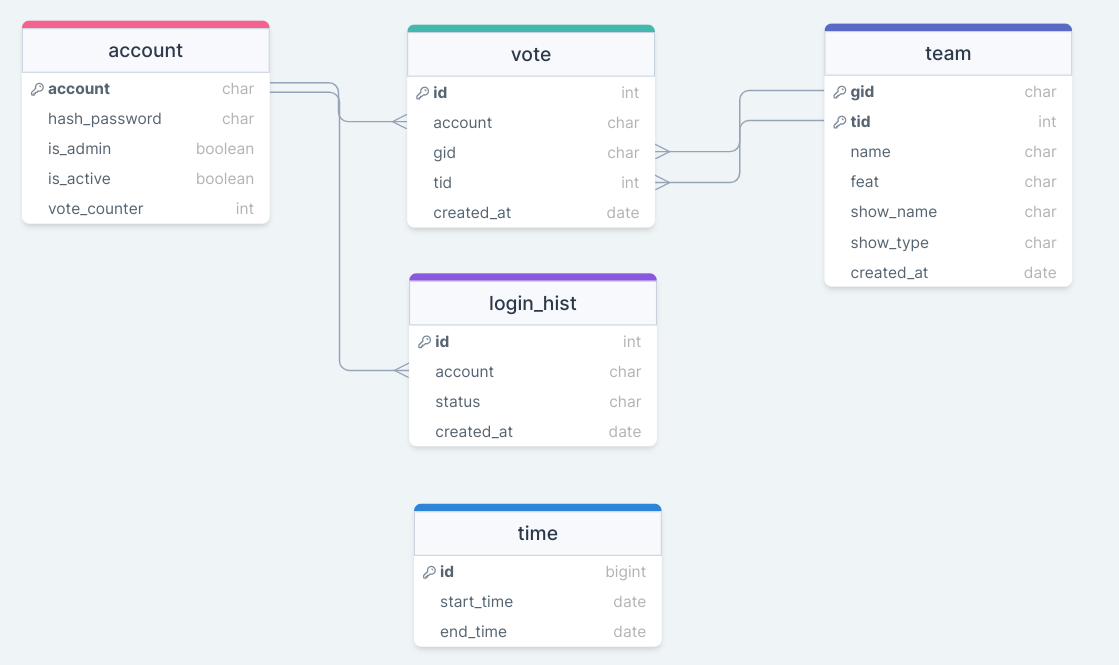 account
account char
hash_password char
is_admin boolean
is_active boolean
vote_counter int
vote
id int
account char
gid char
tid int
created_at date
team
gid char
tid int
name char
feat char
show_name char
show_type char
created_at date
login_hist
id int
account char
status char
created_at date
time
id bigint
start_time date
end_time date